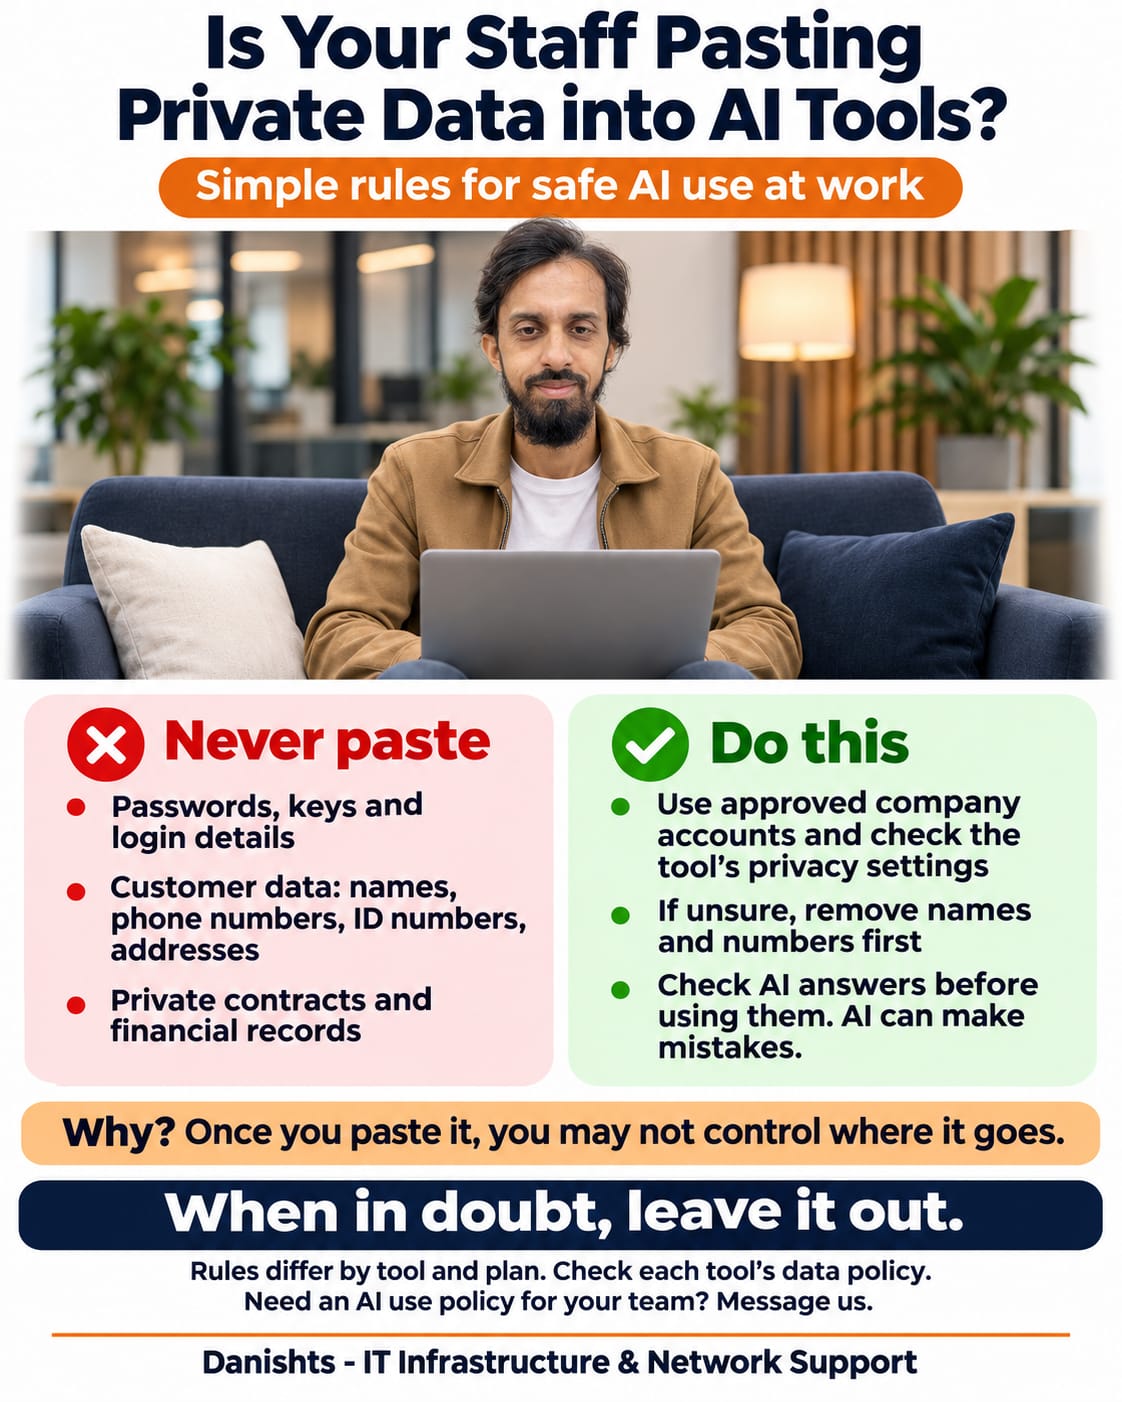 Is Your Staff Pasting
Private Data into AI Tools?
Simple rules for safe AI use at work
Never paste
Passwords, keys and
login details
Customer data: names,
phone numbers, ID numbers,
addresses
Private contracts and
financial records
Do this
Use approved company
accounts and check the
tool's privacy settings
If unsure, remove names
and numbers first
Check AI answers before
using them. AI can make
mistakes.
Why? Once you paste it, you may not control where it goes.
When in doubt, leave it out.
Rules differ by tool and plan. Check each tool's data policy.
Need an AI use policy for your team? Message us.
Danishts - IT Infrastructure & Network Support